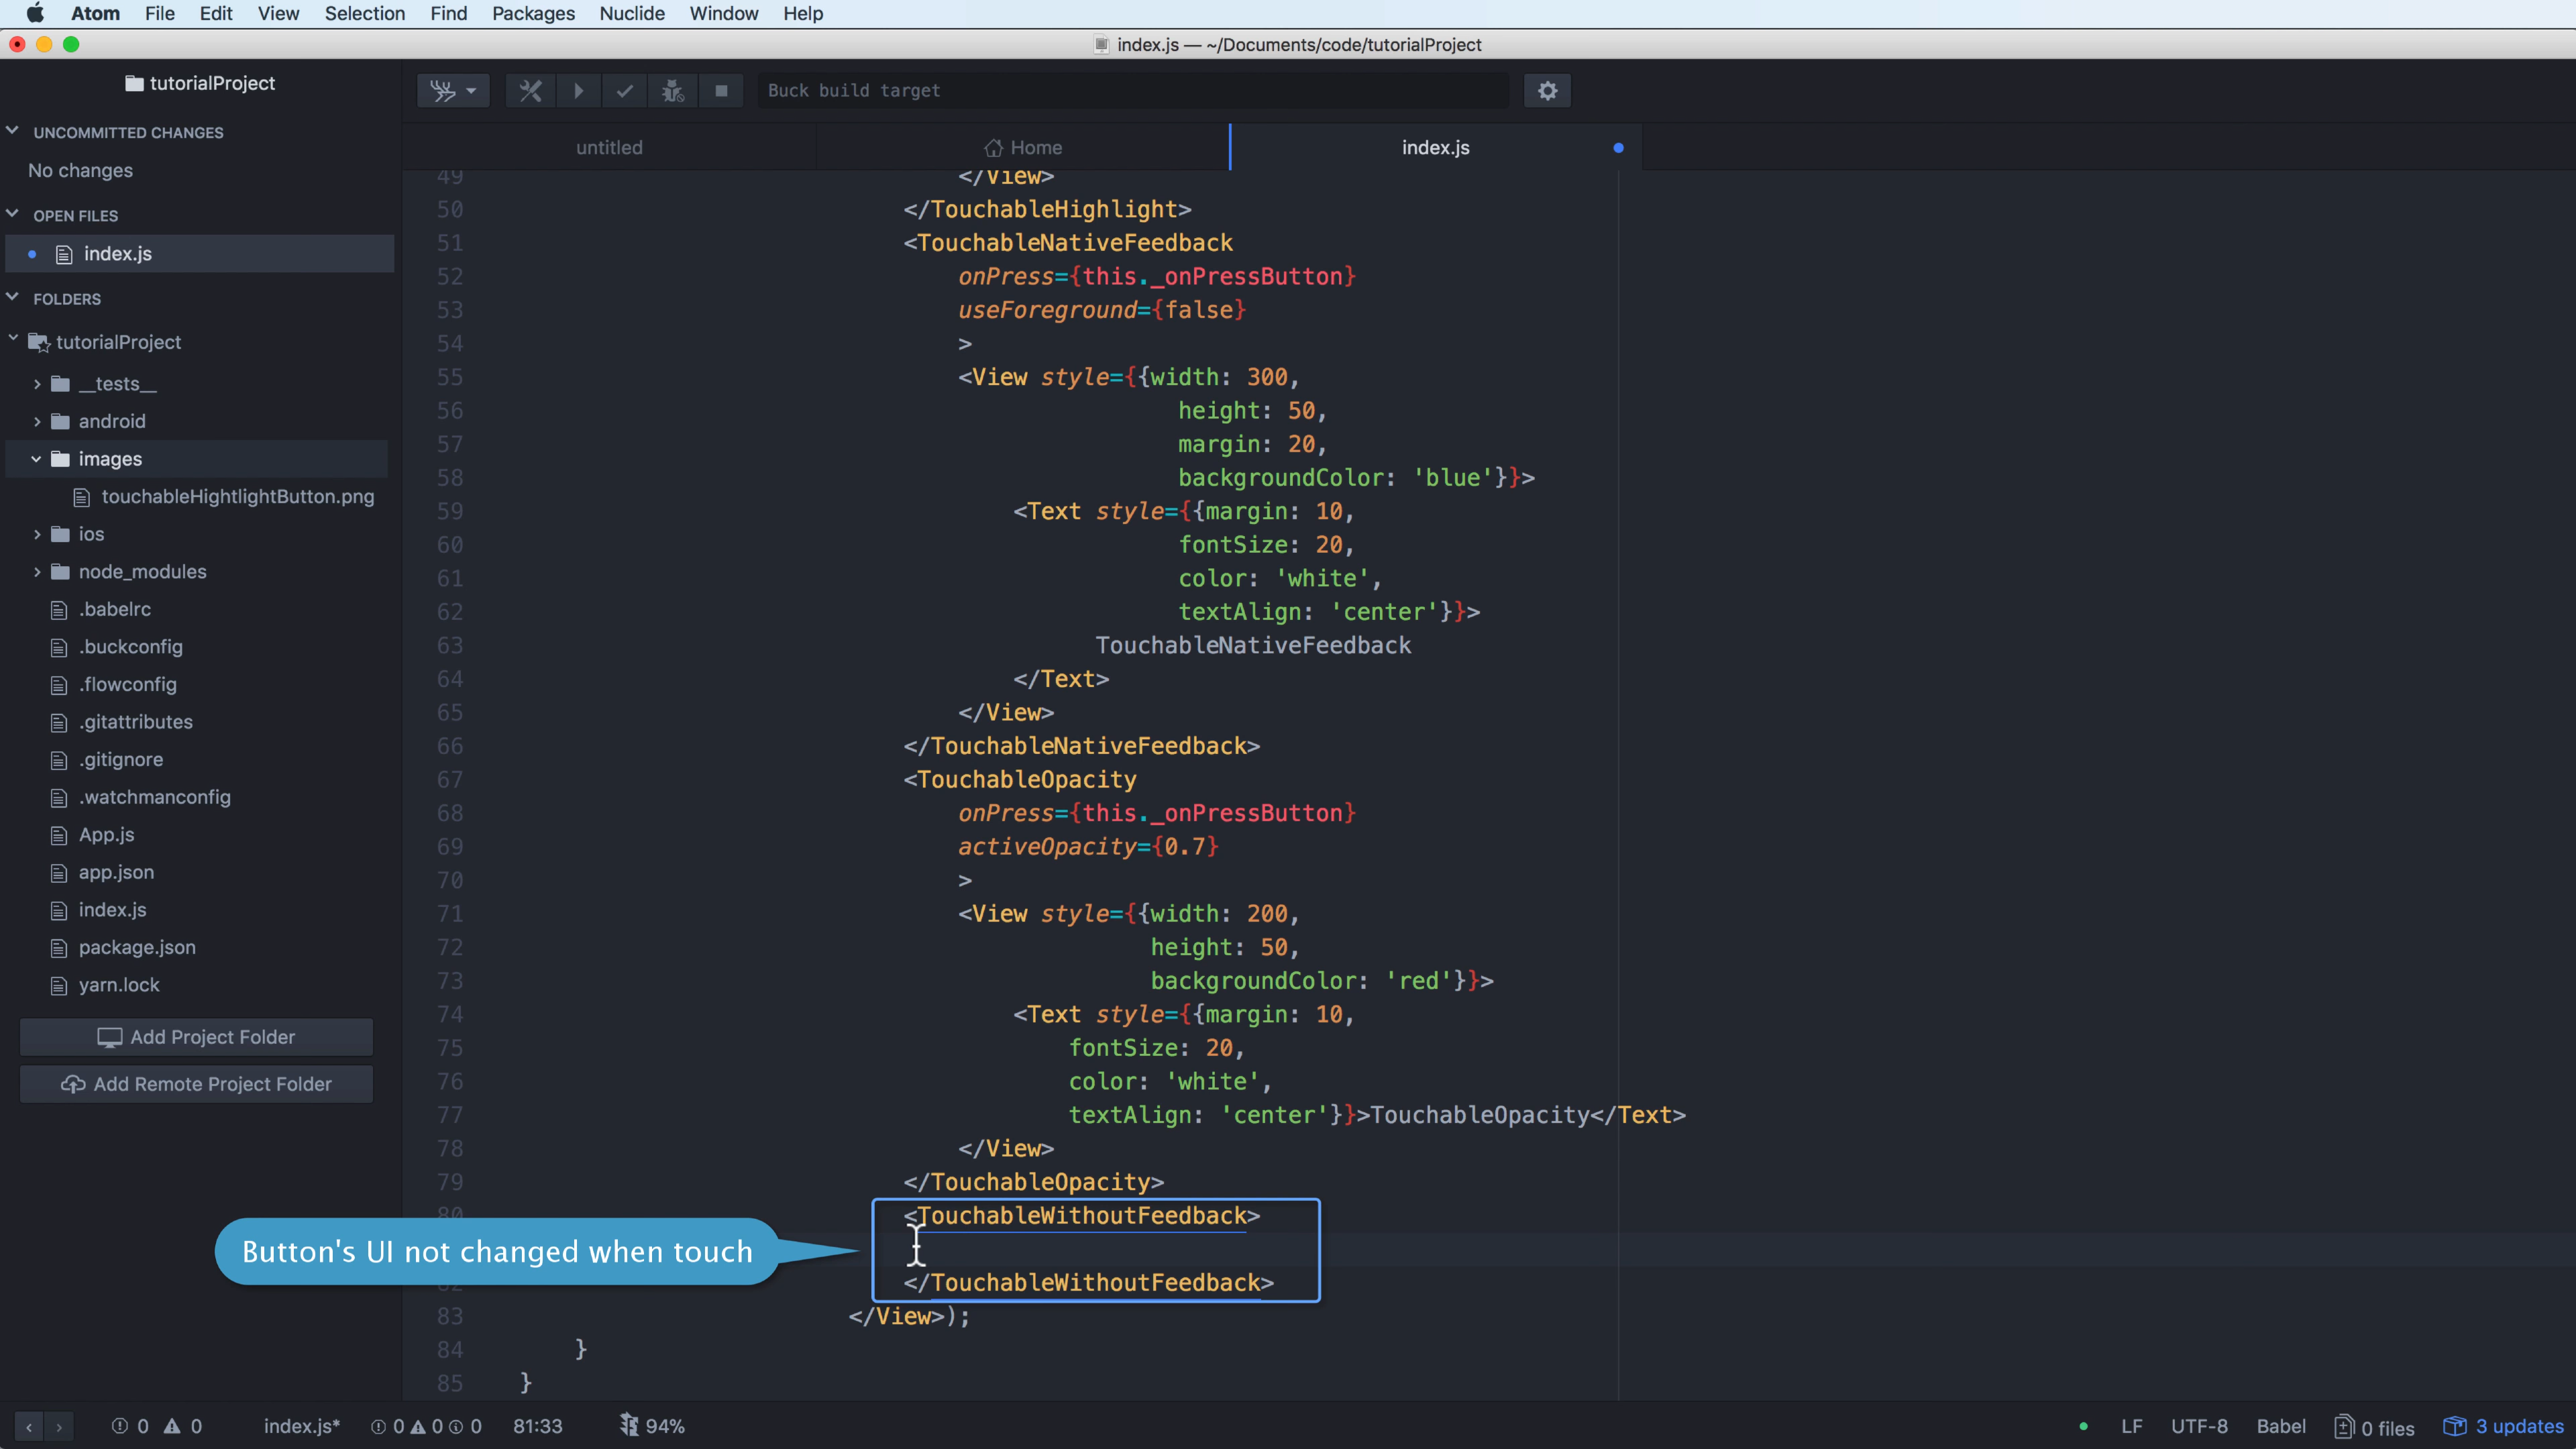 Atom File Edit View Selection Find Packages Nuclide Window Help
index.js — ~/Documents/code/tutorialProject
tutorialProject
Buck build target
UNCOMMITTED CHANGES
No changes
OPEN FILES
index.js
FOLDERS
tutorialProject
__tests__
android
images
touchableHightlightButton.png
ios
node_modules
.babelrc
.buckconfig
.flowconfig
.gitattributes
.gitignore
.watchmanconfig
App.js
app.json
index.js
package.json
yarn.lock
Add Project Folder
Add Remote Project Folder
untitled Home index.js
49 </View>
50 </TouchableHighlight>
51 <TouchableNativeFeedback
52 onPress={this._onPressButton}
53 useForeground={false}
54 >
55 <View style={{width: 300,
56 height: 50,
57 margin: 20,
58 backgroundColor: 'blue'}}>
59 <Text style={{margin: 10,
60 fontSize: 20,
61 color: 'white',
62 textAlign: 'center'}}>
63 TouchableNativeFeedback
64 </Text>
65 </View>
66 </TouchableNativeFeedback>
67 <TouchableOpacity
68 onPress={this._onPressButton}
69 activeOpacity={0.7}
70 >
71 <View style={{width: 200,
72 height: 50,
73 backgroundColor: 'red'}}>
74 <Text style={{margin: 10,
75 fontSize: 20,
76 color: 'white',
77 textAlign: 'center'}}>TouchableOpacity</Text>
78 </View>
79 </TouchableOpacity>
80 <TouchableWithoutFeedback>
Button's UI not changed when touch
82 </TouchableWithoutFeedback>
83 </View>);
84 }
85 }
0 0 index.js* 0 0 0 81:33 94% LF UTF-8 Babel 0 files 3 updates